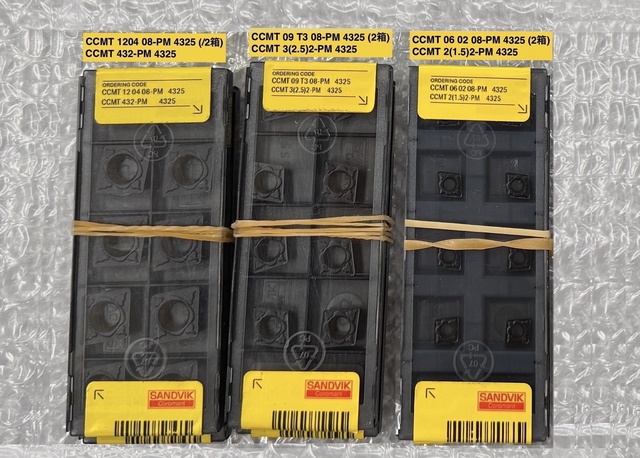 CCMT 1204 08-PM 4325 (/2箱)
CCMT 432-PM 4325
CCMT 09 T3 08-PM 4325 (2箱)
CCMT 3(2.5)2-PM 4325
CCMT 06 02 08-PM 4325 (2箱)
CCMT 2(1.5)2-PM 4325
ORDERING CODE
CCMT 12 04 08-PM 4325
CCMT 432-PM 4325
ORDERING CODE
CCMT 09 T3 08-PM 4325
CCMT 3(2.5)2-PM 4325
ORDERING CODE
CCMT 06 02 08-PM 4325
CCMT 2(1.5)2-PM 4325
SANDVIK
Coromant
SANDVIK
Coromant
SANDVIK
Coromant